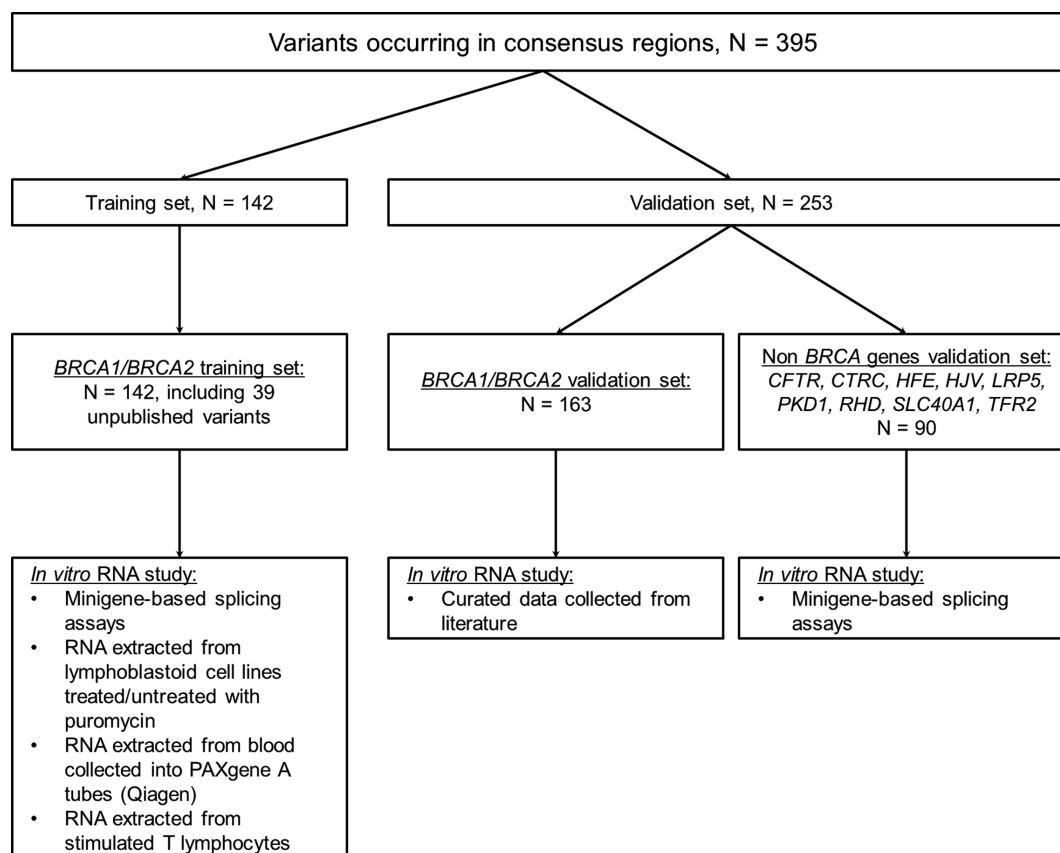 Variants occurring in consensus regions, N = 395
Training set, N = 142
Validation set, N = 253
BRCA1/BRCA2 training set:
N = 142, including 39
unpublished variants
BRCA1/BRCA2 validation set:
N = 163
Non BRCA genes validation set:
CFTR, CTRC, HFE, HJV, LRP5,
PKD1, RHD, SLC40A1, TFR2
N = 90
In vitro RNA study:
• Minigene-based splicing
assays
• RNA extracted from
lymphoblastoid cell lines
treated/untreated with
puromycin
• RNA extracted from blood
collected into PAXgene A
tubes (Qiagen)
• RNA extracted from
stimulated T lymphocytes
In vitro RNA study:
• Curated data collected from
literature
In vitro RNA study:
• Minigene-based splicing
assays